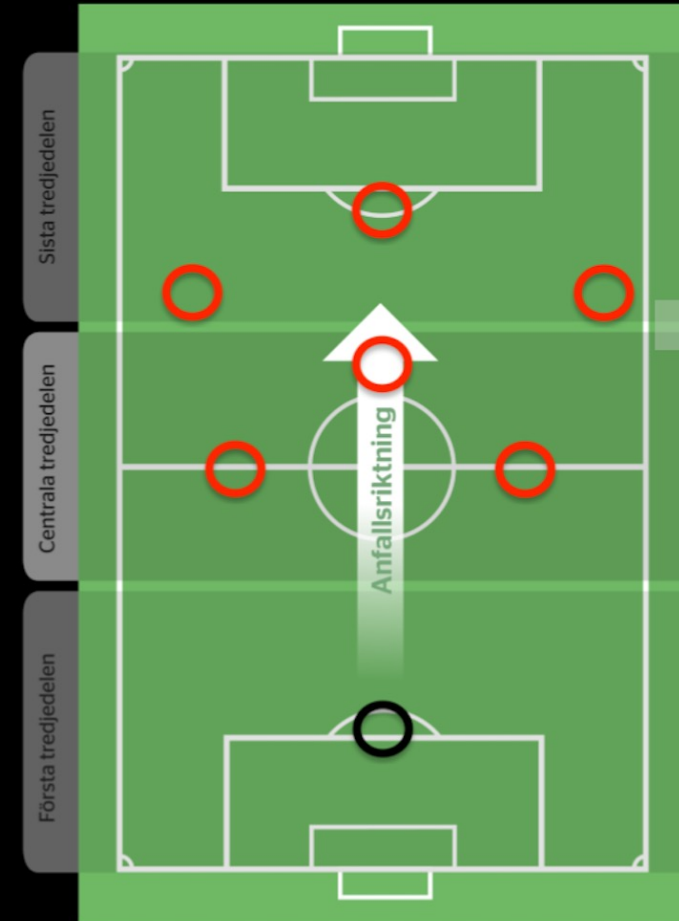 Sista tredjedelen
Centrala tredjedelen
Anfallsriktning
Första tredjedelen